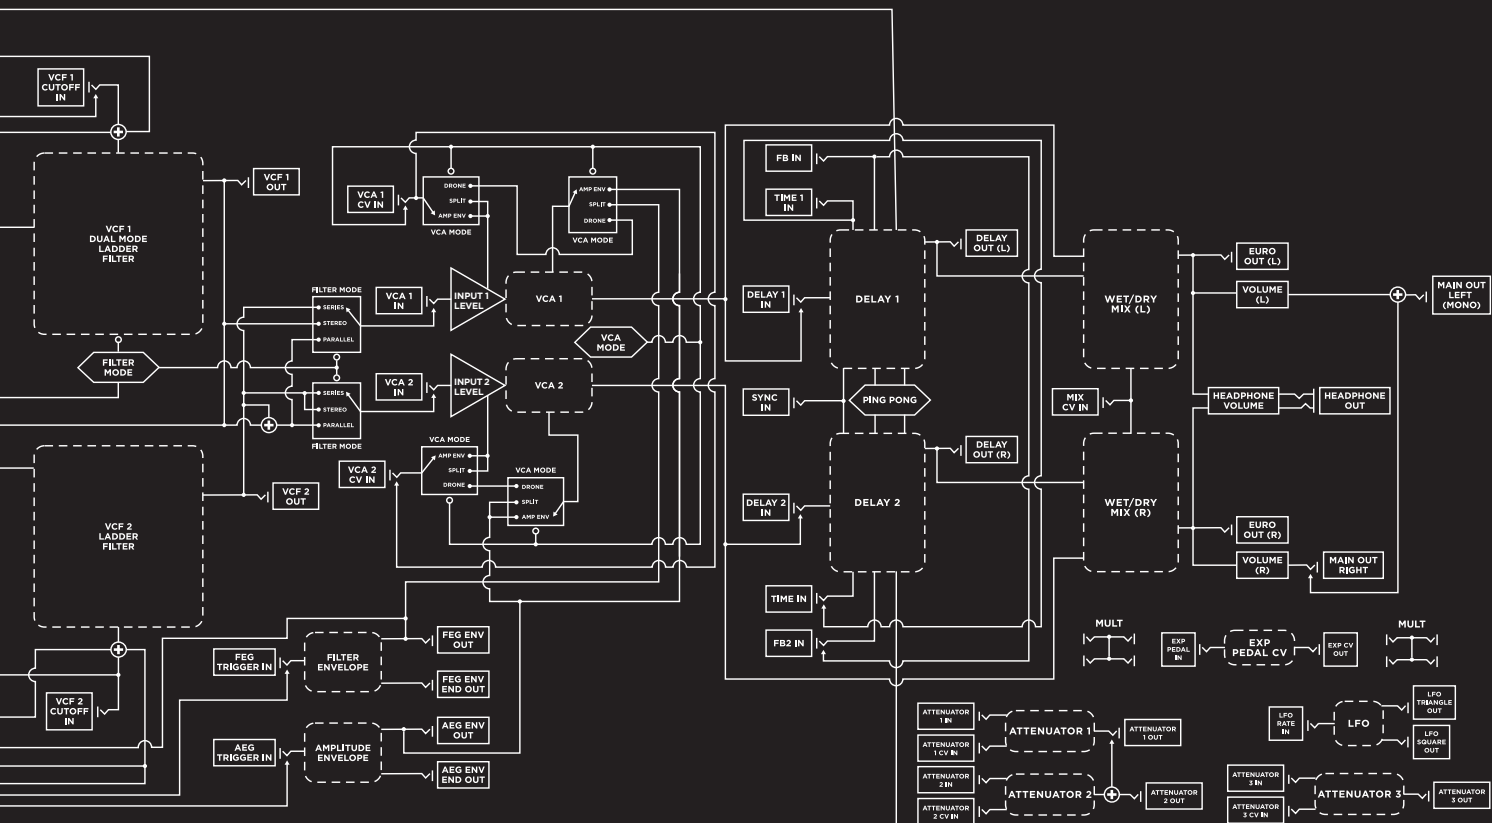 VCF 1
CUTOFF
IN
VCF 1
DUAL MODE
LADDER
FILTER
VCF 1
OUT
FILTER
MODE
VCF 2
LADDER
FILTER
VCF 2
OUT
VCF 2
CUTOFF
IN
FILTER MODE
SERIES
STEREO
PARALLEL
SERIES
STEREO
PARALLEL
FILTER MODE
VCA 1
CV IN
DRONE
SPLIT
AMP ENV
VCA MODE
AMP ENV
SPLIT
DRONE
VCA MODE
VCA 1
IN
INPUT 1
LEVEL
VCA 1
VCA
MODE
VCA 2
IN
INPUT 2
LEVEL
VCA 2
VCA MODE
AMP ENV
SPLIT
DRONE
VCA 2
CV IN
VCA MODE
DRONE
SPLIT
AMP ENV
FEG
TRIGGER IN
FILTER
ENVELOPE
FEG ENV
OUT
FEG ENV
END OUT
AEG
TRIGGER IN
AMPLITUDE
ENVELOPE
AEG ENV
OUT
AEG ENV
END OUT
FB IN
TIME 1
IN
DELAY 1
IN
DELAY 1
DELAY
OUT (L)
SYNC
IN
PING PONG
DELAY 2
IN
DELAY 2
DELAY
OUT (R)
TIME IN
FB2 IN
WET/DRY
MIX (L)
MIX
CV IN
WET/DRY
MIX (R)
EURO
OUT (L)
VOLUME
(L)
MAIN OUT
LEFT
(MONO)
HEADPHONE
VOLUME
HEADPHONE
OUT
EURO
OUT (R)
VOLUME
(R)
MAIN OUT
RIGHT
MULT
EXP
PEDAL
IN
EXP
PEDAL CV
EXP CV
OUT
MULT
ATTENUATOR
1 IN
ATTENUATOR
1 CV IN
ATTENUATOR 1
ATTENUATOR
1 OUT
ATTENUATOR
2 IN
ATTENUATOR
2 CV IN
ATTENUATOR 2
ATTENUATOR
2 OUT
LFO
RATE
IN
LFO
LFO
TRIANGLE
OUT
LFO
SQUARE
OUT
ATTENUATOR
3 IN
ATTENUATOR
3 CV IN
ATTENUATOR 3
ATTENUATOR
3 OUT